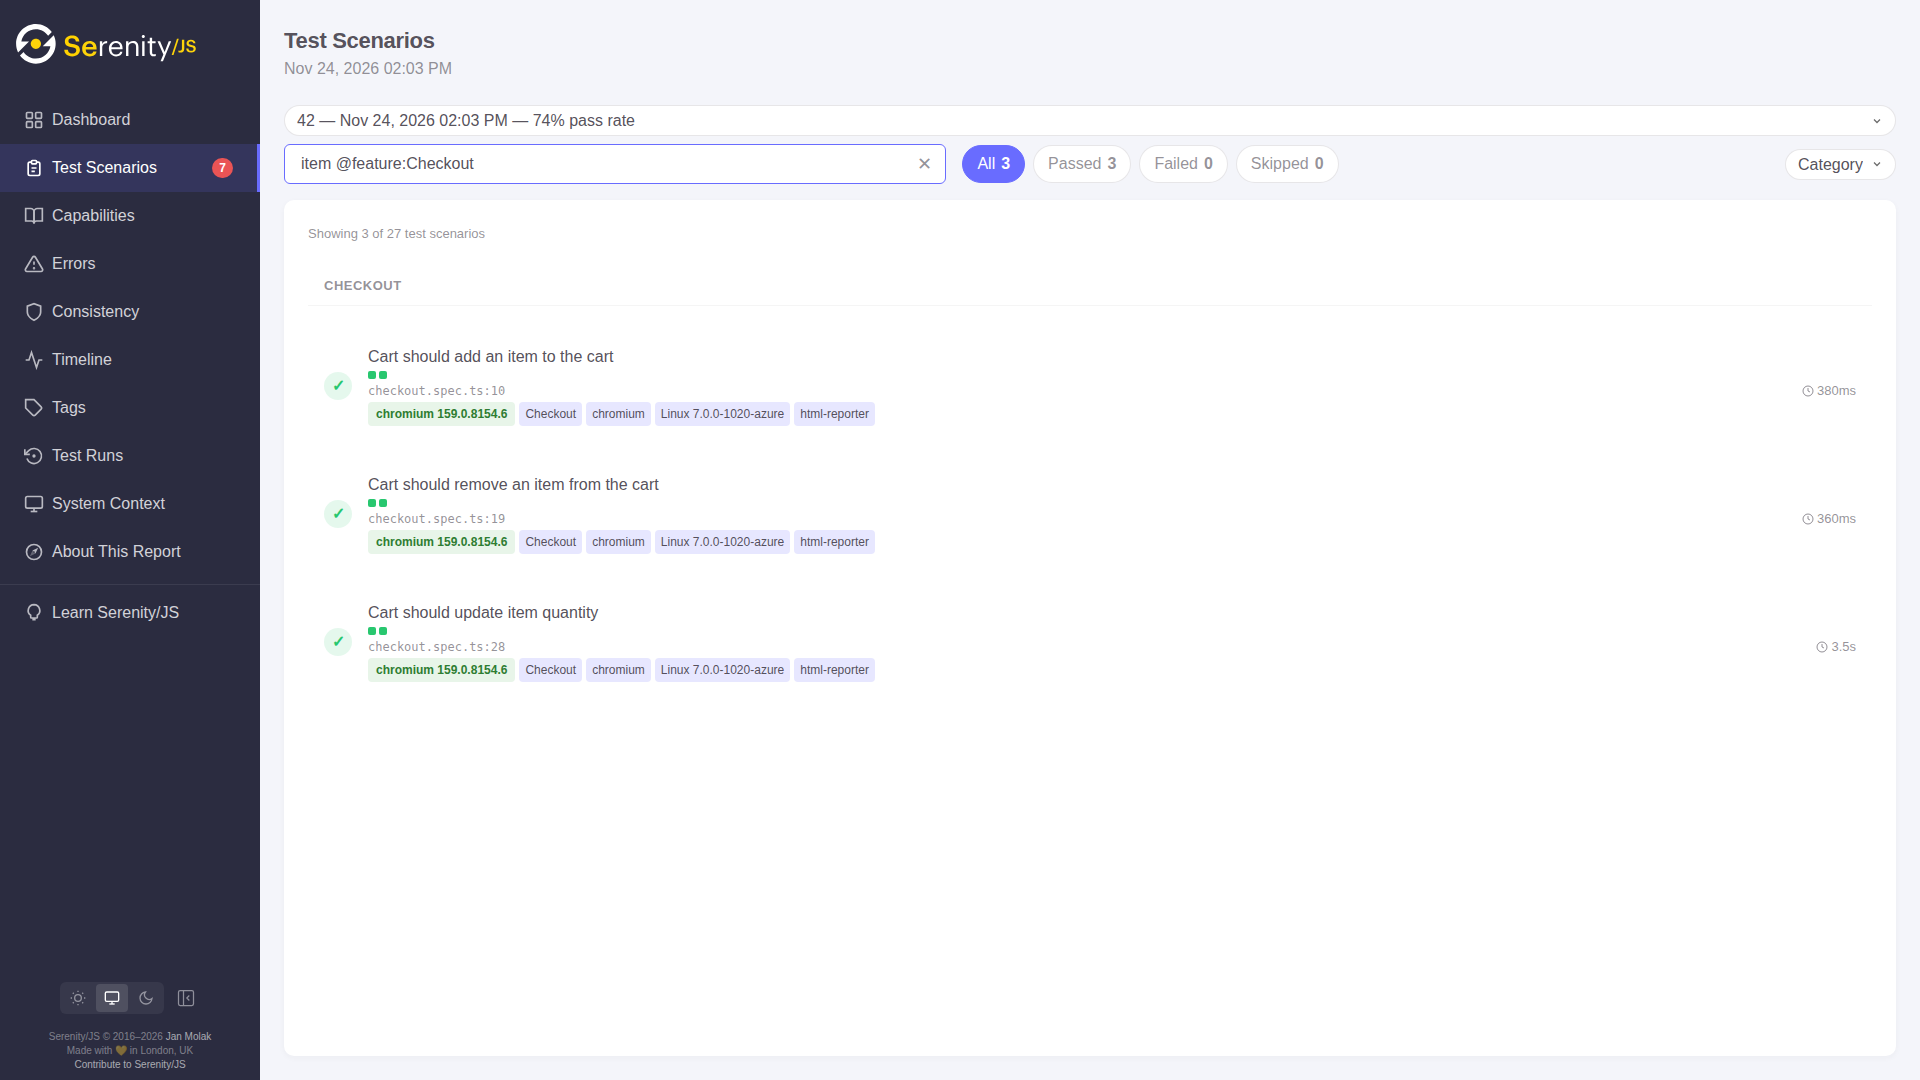 Serenity/JS
Dashboard
Test Scenarios 7
Capabilities
Errors
Consistency
Timeline
Tags
Test Runs
System Context
About This Report
Learn Serenity/JS
Serenity/JS © 2016–2026 Jan Molak
Made with 💛 in London, UK
Contribute to Serenity/JS
Test Scenarios
Nov 24, 2026 02:03 PM
42 — Nov 24, 2026 02:03 PM — 74% pass rate
item @feature:Checkout ✕ All 3 Passed 3 Failed 0 Skipped 0 Category
Showing 3 of 27 test scenarios
CHECKOUT
Cart should add an item to the cart
✓ checkout.spec.ts:10 380ms
chromium 159.0.8154.6 Checkout chromium Linux 7.0.0-1020-azure html-reporter
Cart should remove an item from the cart
✓ checkout.spec.ts:19 360ms
chromium 159.0.8154.6 Checkout chromium Linux 7.0.0-1020-azure html-reporter
Cart should update item quantity
✓ checkout.spec.ts:28 3.5s
chromium 159.0.8154.6 Checkout chromium Linux 7.0.0-1020-azure html-reporter